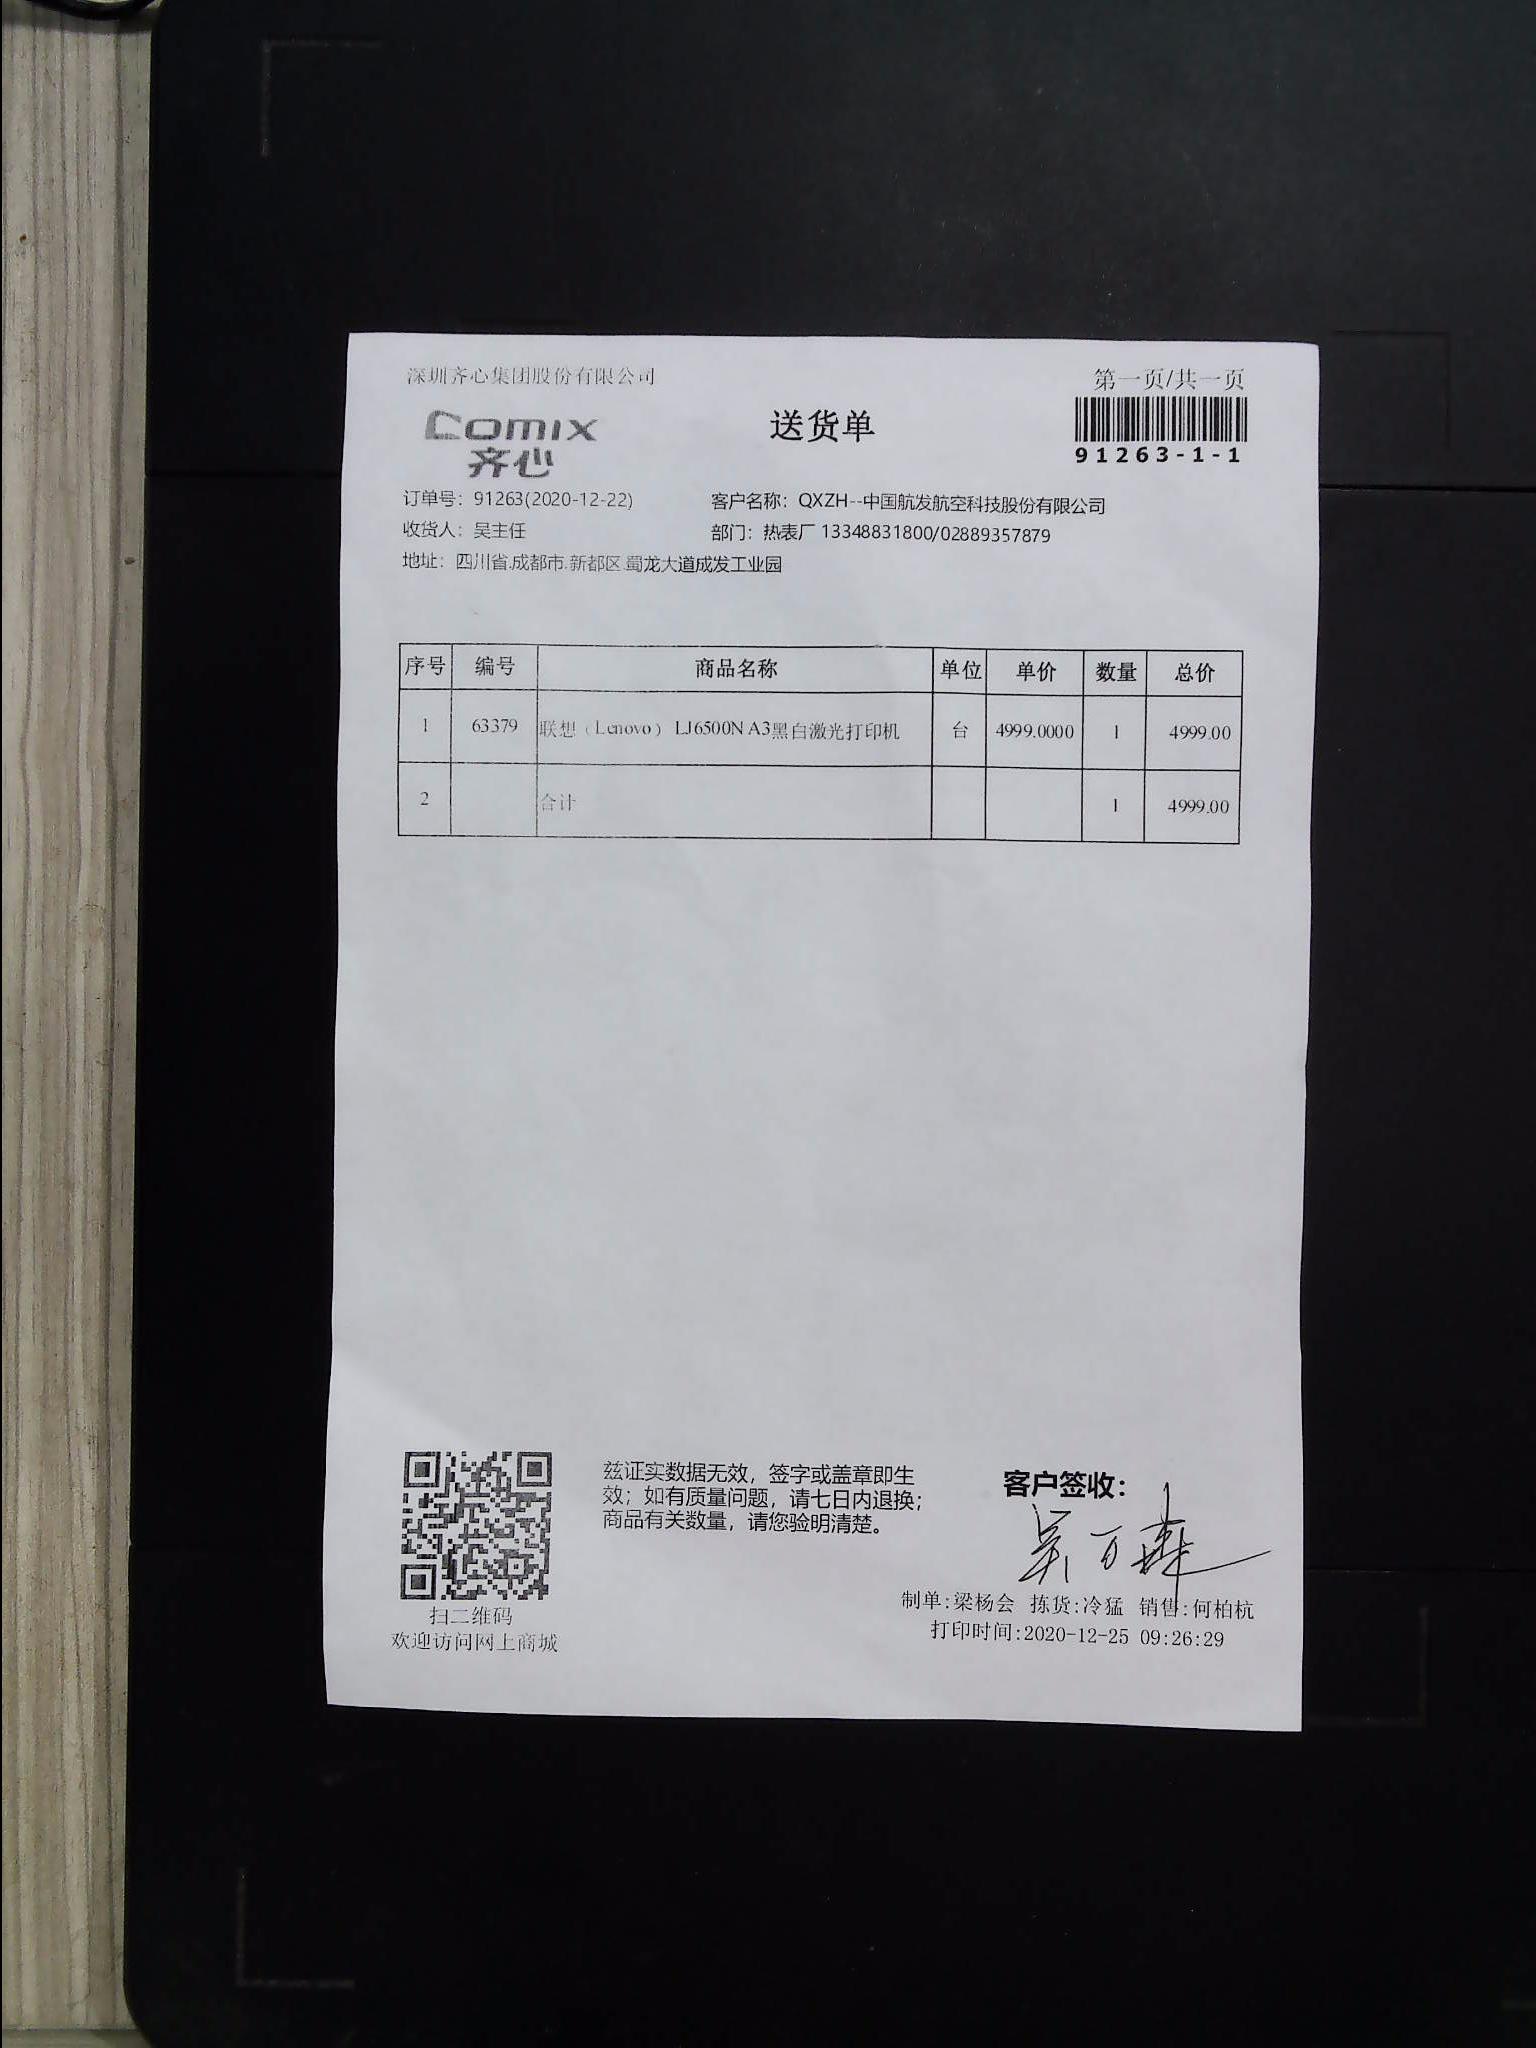 深圳齐心集团股份有限公司
第一页/共一页
comix
齐心
送货单
91263-1-1
订单号：91263(2020-12-22)
客户名称：QXZH--中国航发航空科技股份有限公司
收货人：吴主任
部门：热表厂 13348831800/02889357879
地址：四川省.成都市.新都区.蜀龙大道成发工业园
序号 编号 商品名称 单位 单价 数量 总价
1 63379 联想（Lenovo） LJ6500N A3黑白激光打印机 台 4999.0000 1 4999.00
2 合计 1 4999.00
兹证实数据无效，签字或盖章即生
效；如有质量问题，请七日内退换；
商品有关数量，请您验明清楚。
客户签收：
扫二维码
欢迎访问网上商城
制单:梁杨会 拣货:冷猛 销售:何柏杭
打印时间:2020-12-25 09:26:29